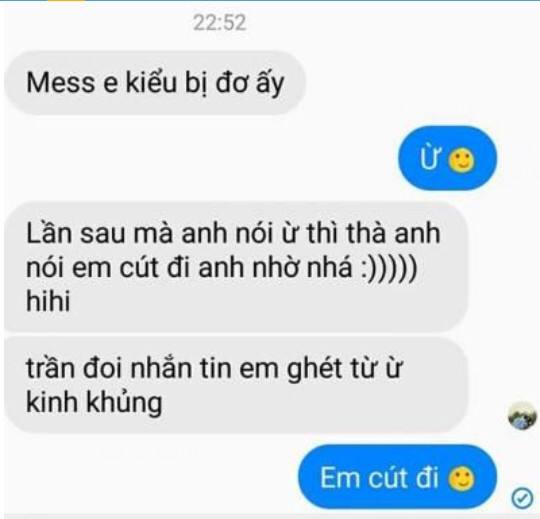 22:52
Mess e kiểu bị đơ ấy
Ừ 🙂
Lần sau mà anh nói ừ thì thà anh
nói em cút đi anh nhờ nhá :)))))
hihi
trần đoi nhắn tin em ghét từ ừ
kinh khủng
Em cút đi 🙂